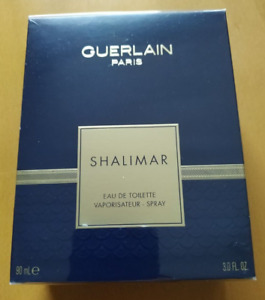 GUERLAIN
PARIS
SHALIMAR
EAU DE TOILETTE
VAPORISATEUR - SPRAY
90 mL ℮ 3.0 FL. OZ.